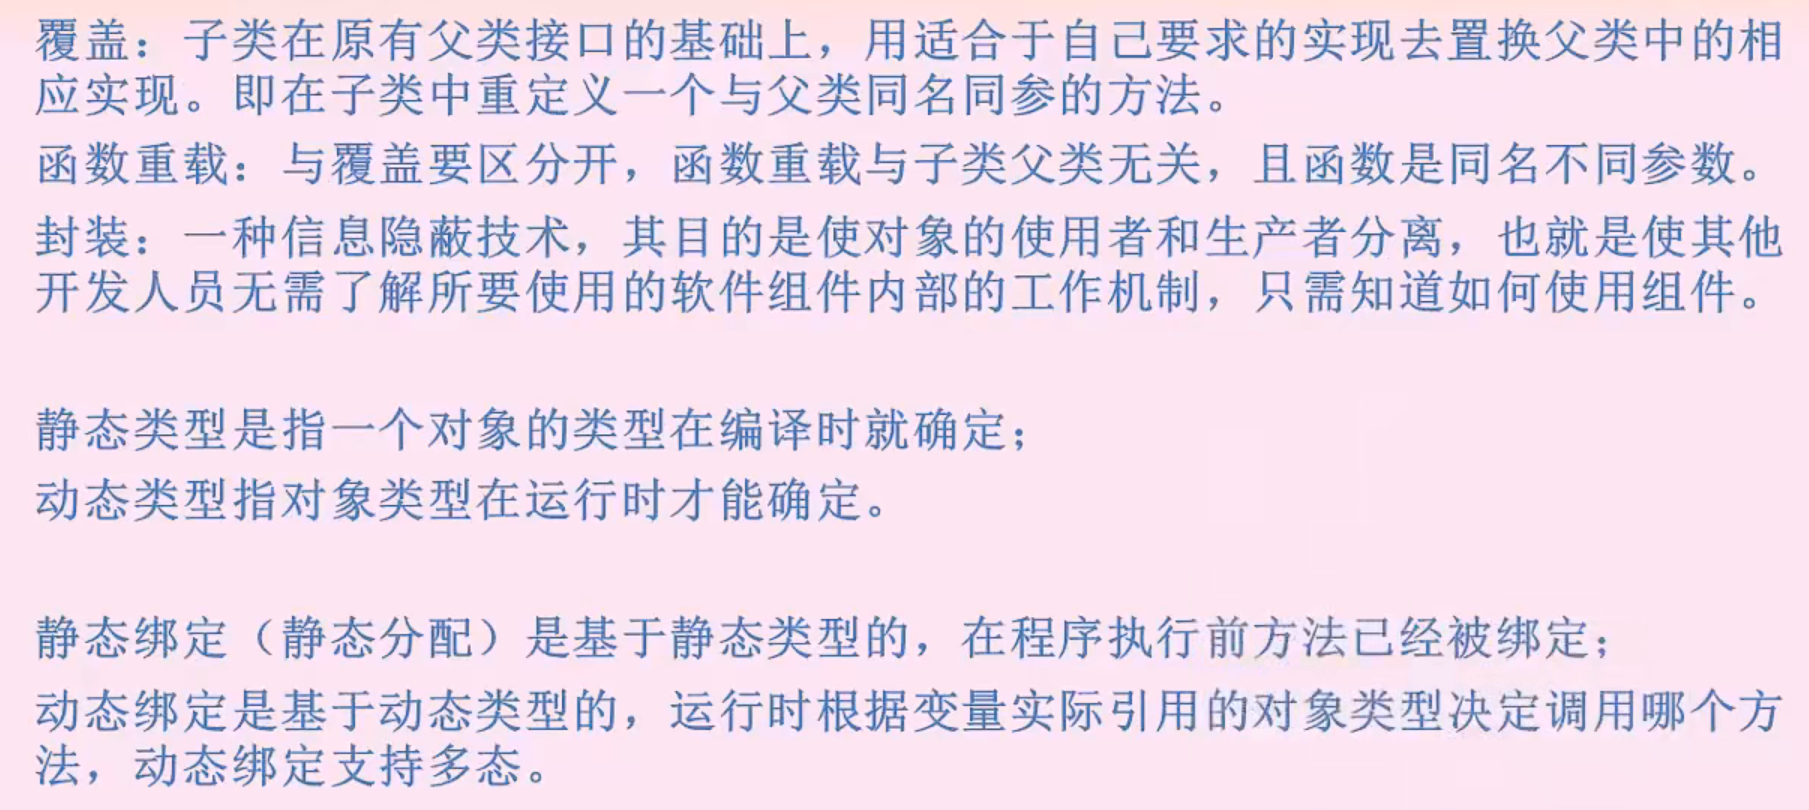 覆盖：子类在原有父类接口的基础上，用适合于自己要求的实现去置换父类中的相
应实现。即在子类中重定义一个与父类同名同参的方法。
函数重载：与覆盖要区分开，函数重载与子类父类无关，且函数是同名不同参数。
封装：一种信息隐蔽技术，其目的是使对象的使用者和生产者分离，也就是使其他
开发人员无需了解所要使用的软件组件内部的工作机制，只需知道如何使用组件。
静态类型是指一个对象的类型在编译时就确定；
动态类型指对象类型在运行时才能确定。
静态绑定（静态分配）是基于静态类型的，在程序执行前方法已经被绑定；
动态绑定是基于动态类型的，运行时根据变量实际引用的对象类型决定调用哪个方
法，动态绑定支持多态。